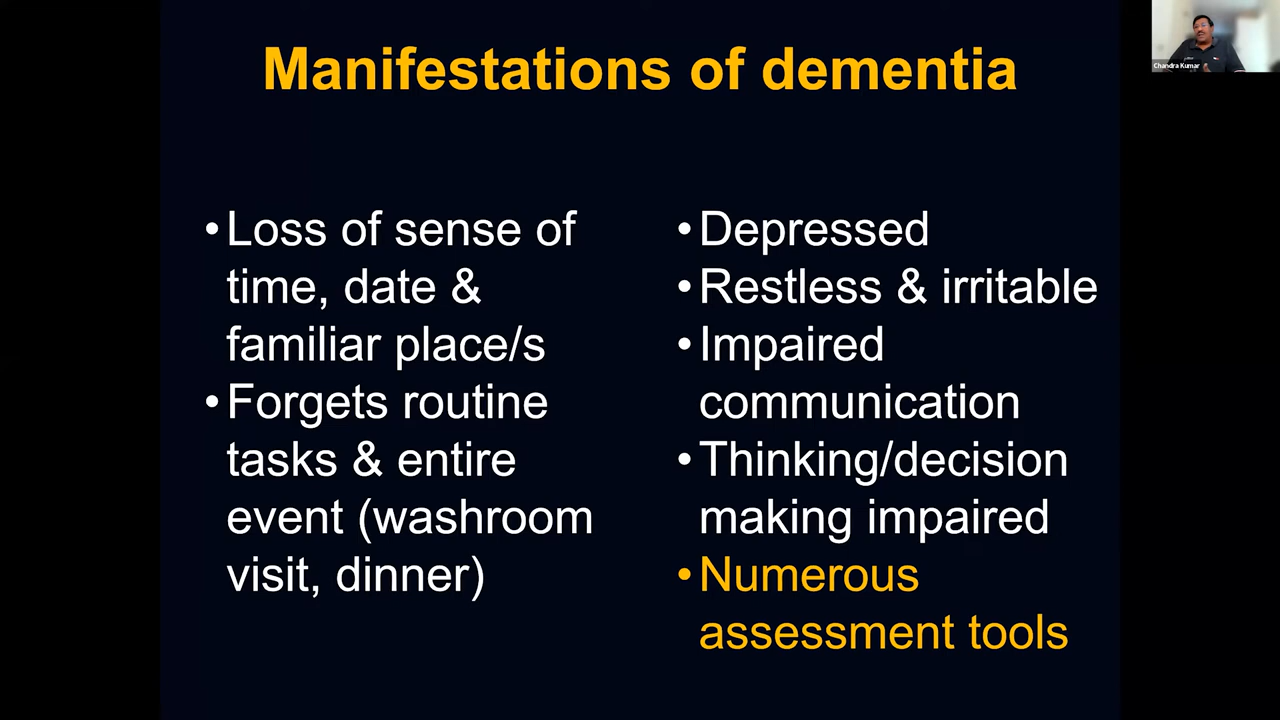 Manifestations of dementia
•Loss of sense of
time, date &
familiar place/s
•Forgets routine
tasks & entire
event (washroom
visit, dinner)
•Depressed
•Restless & irritable
•Impaired
communication
•Thinking/decision
making impaired
•Numerous
assessment tools
Chandra Kumar